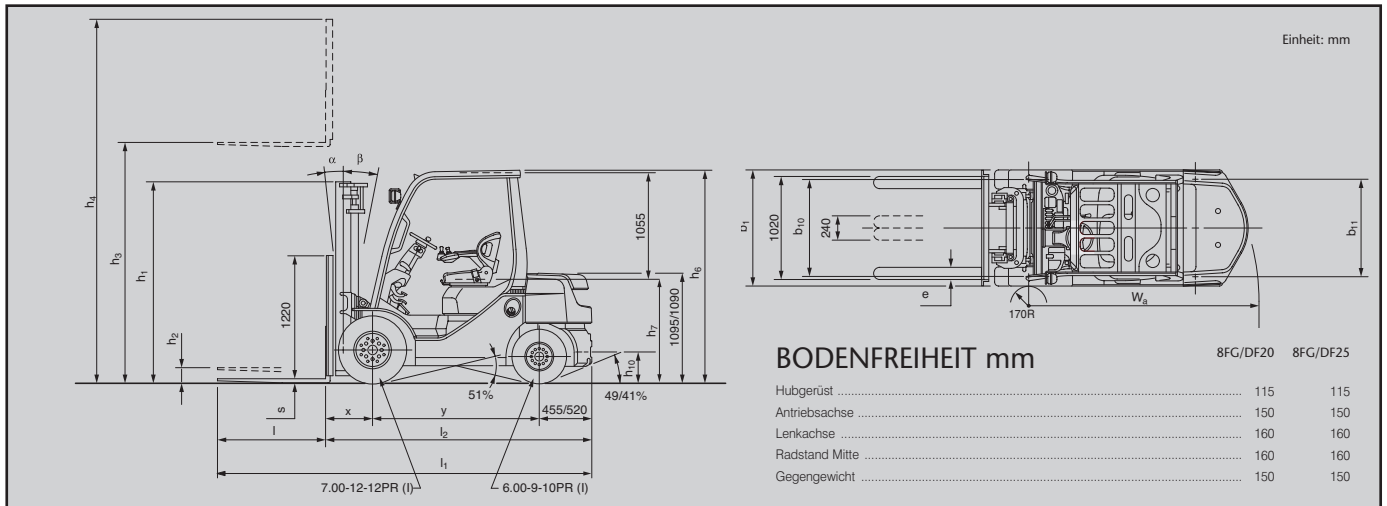 Einheit: mm
h₄
h₃
h₁
h₂
α
β
1220
s
l
x
y
l₂
l₁
51%
455/520
49/41%
h₁₀
h₇
1095/1090
1055
h₆
7.00-12-12PR (I)
6.00-9-10PR (I)
b₁
1020
b₁₀
240
e
170R
Wₐ
b₁₁
BODENFREIHEIT mm 8FG/DF20 8FG/DF25
Hubgerüst 115 115
Antriebsachse 150 150
Lenkachse 160 160
Radstand Mitte 160 160
Gegengewicht 150 150